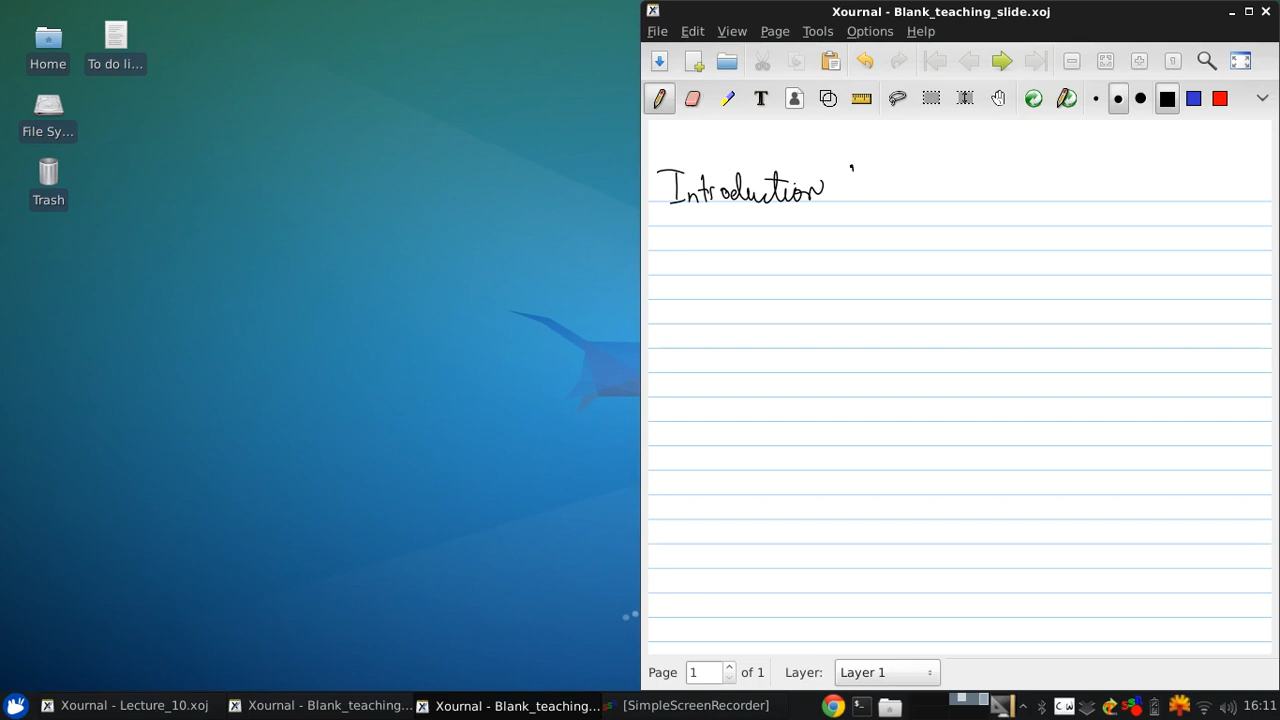 Xournal - Blank_teaching_slide.xoj
File Edit View Page Tools Options Help
Home
To do li...
File Sy...
Trash
Introduction
Page 1 of 1 Layer: Layer 1
Xournal - Lecture_10.xoj
Xournal - Blank_teaching...
Xournal - Blank_teaching...
[SimpleScreenRecorder]
16:11